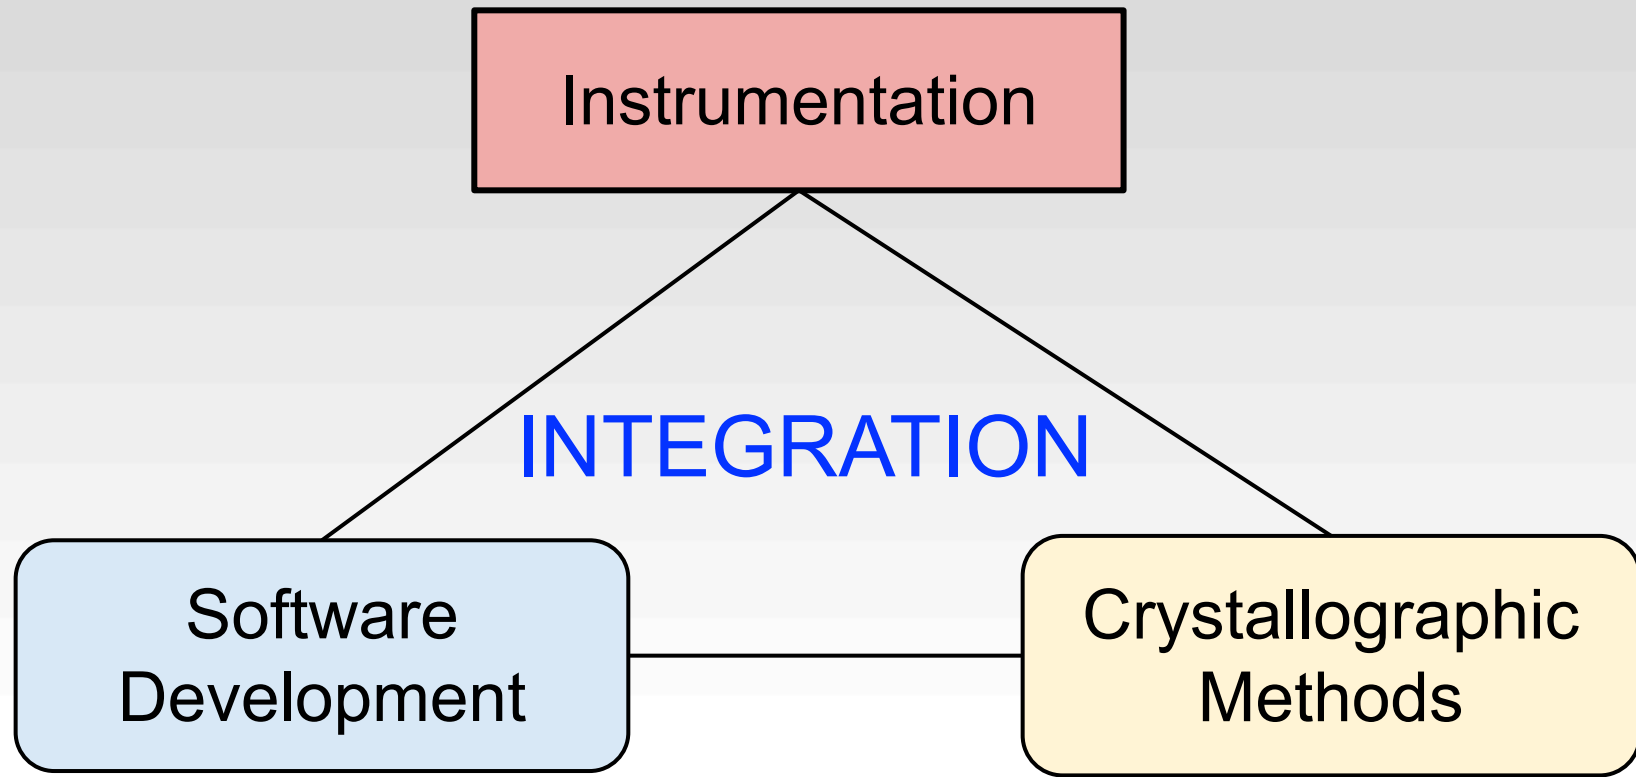 Instrumentation
INTEGRATION
Software
Development
Crystallographic
Methods